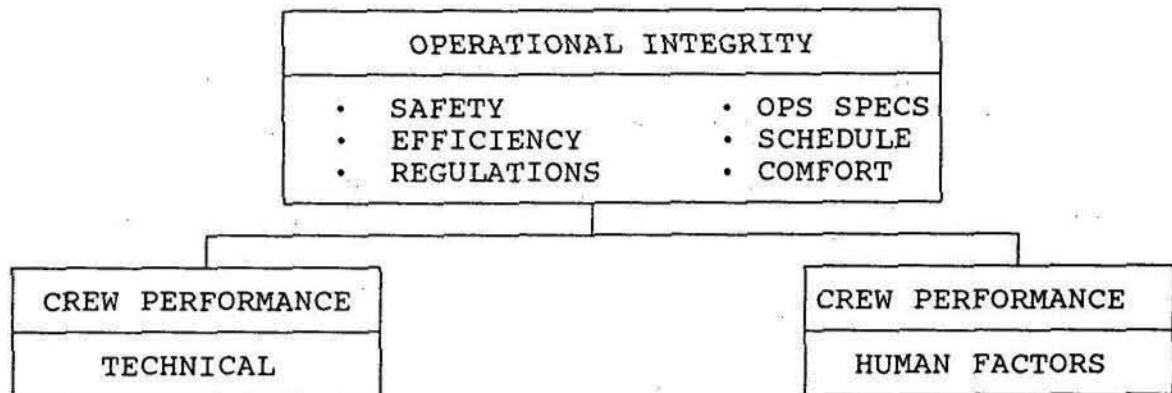 OPERATIONAL INTEGRITY
• SAFETY • OPS SPECS
• EFFICIENCY • SCHEDULE
• REGULATIONS • COMFORT
CREW PERFORMANCE CREW PERFORMANCE
TECHNICAL HUMAN FACTORS